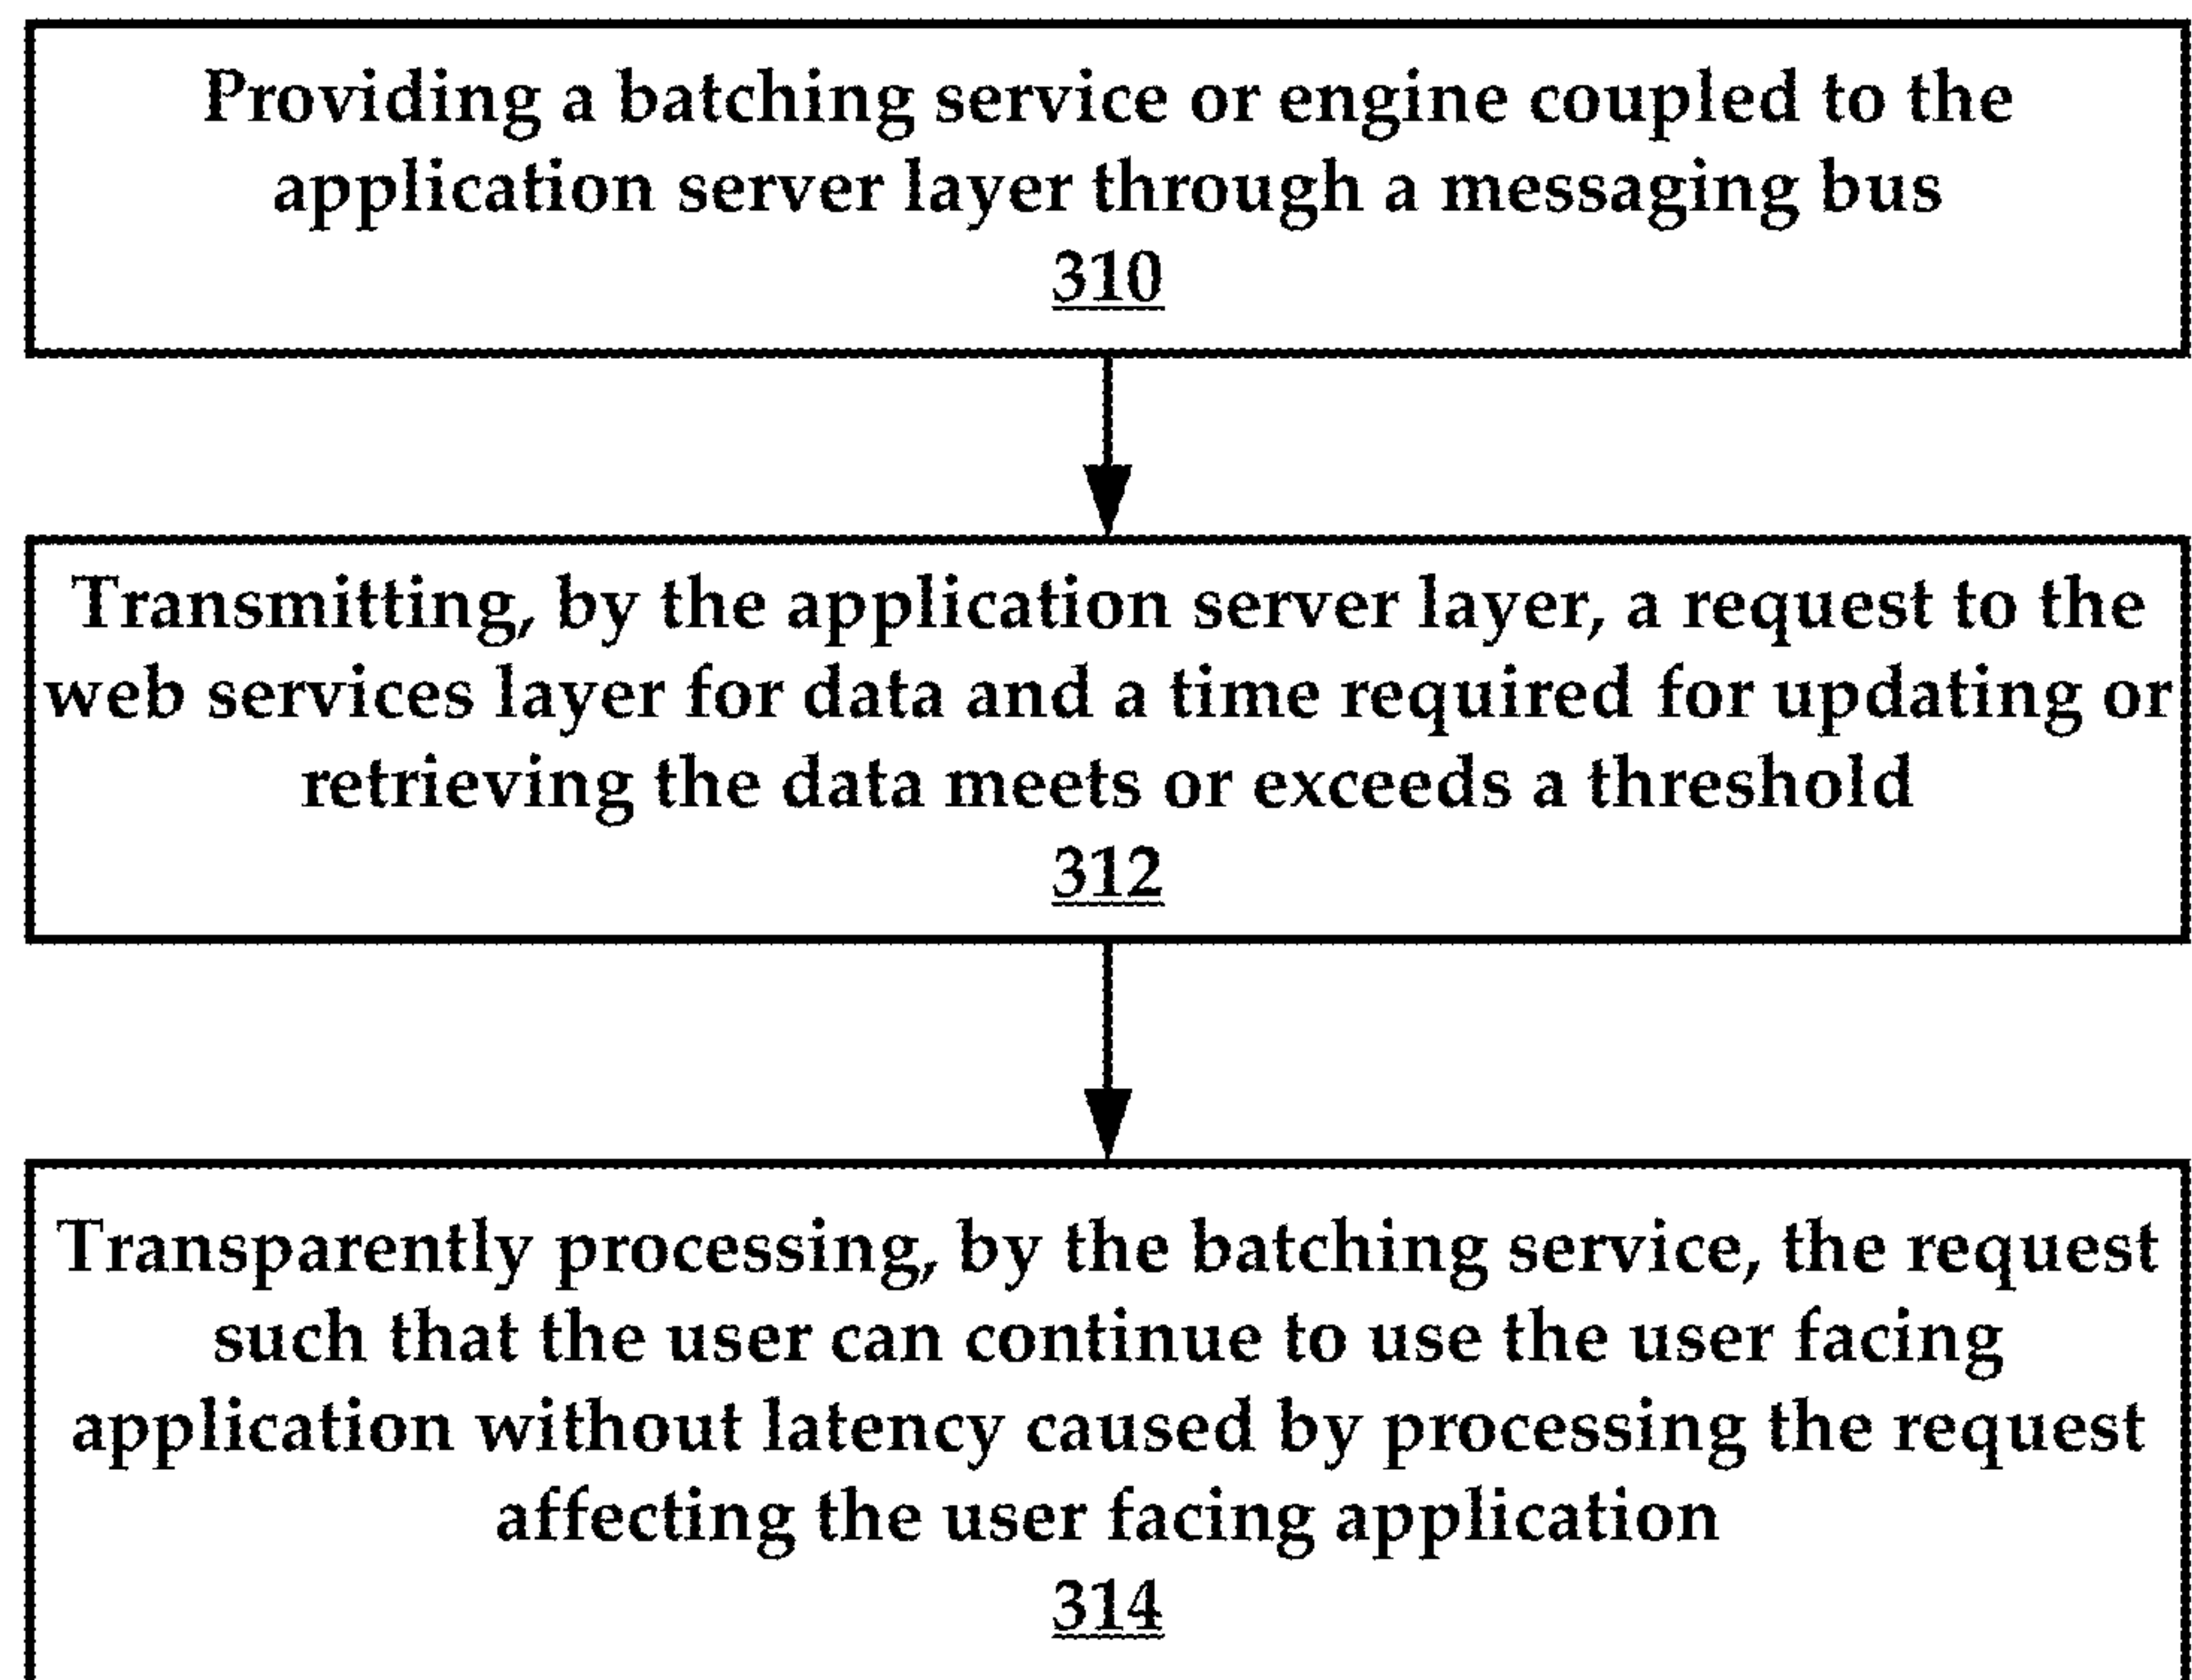 Providing a batching service or engine coupled to the
application server layer through a messaging bus
310
Transmitting, by the application server layer, a request to the
web services layer for data and a time required for updating or
retrieving the data meets or exceeds a threshold
312
Transparently processing, by the batching service, the request
such that the user can continue to use the user facing
application without latency caused by processing the request
affecting the user facing application
314